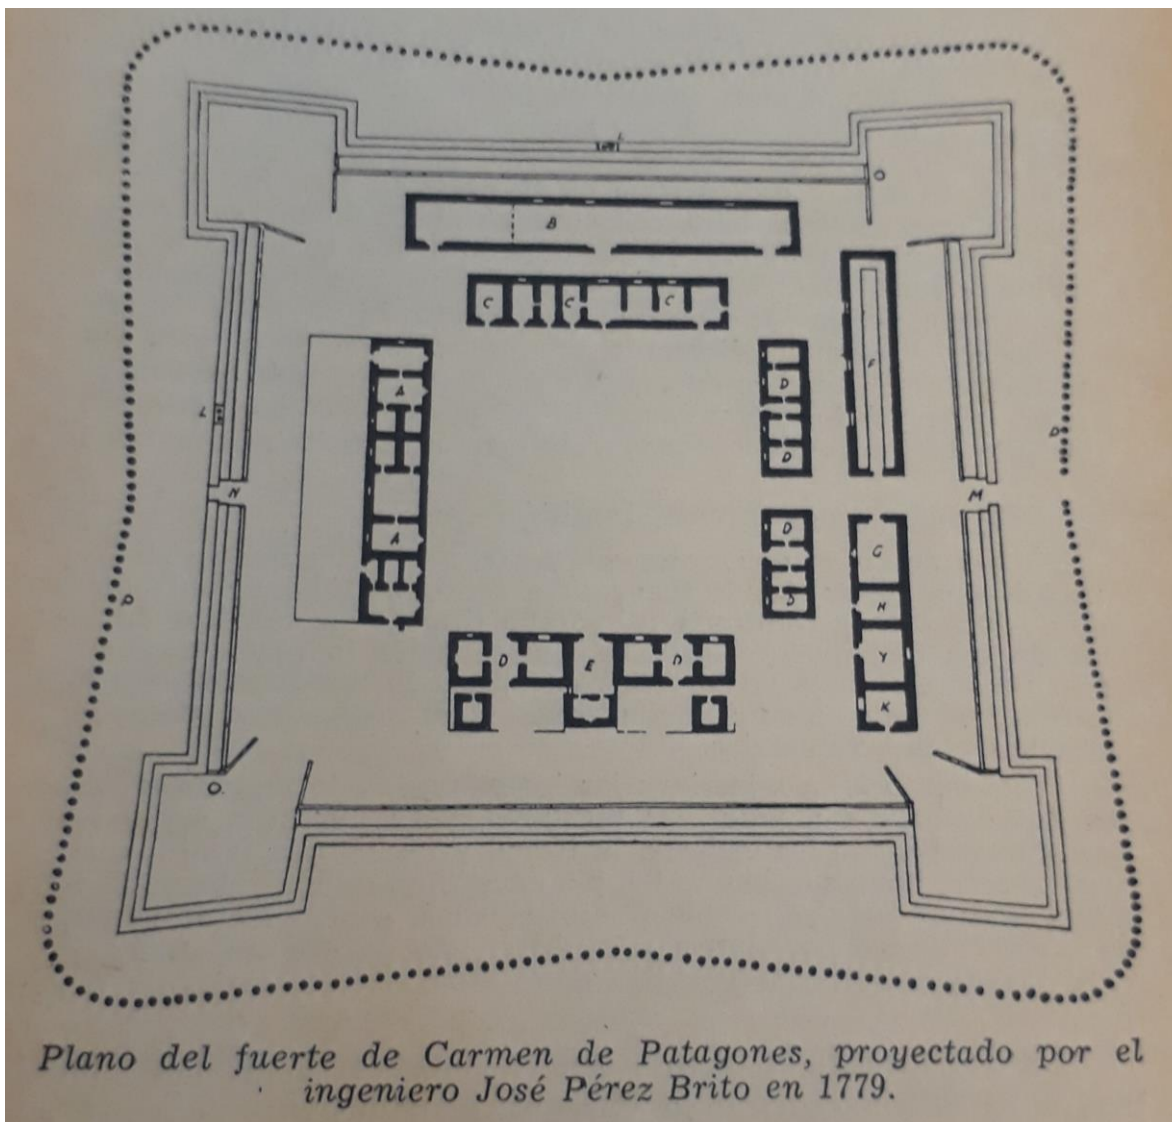 L
O
B
C C C
F
A
D
L
P
D
N
M
D
A
G
P
D
H
D E D
Y
K
O
Plano del fuerte de Carmen de Patagones, proyectado por el
ingeniero José Pérez Brito en 1779.